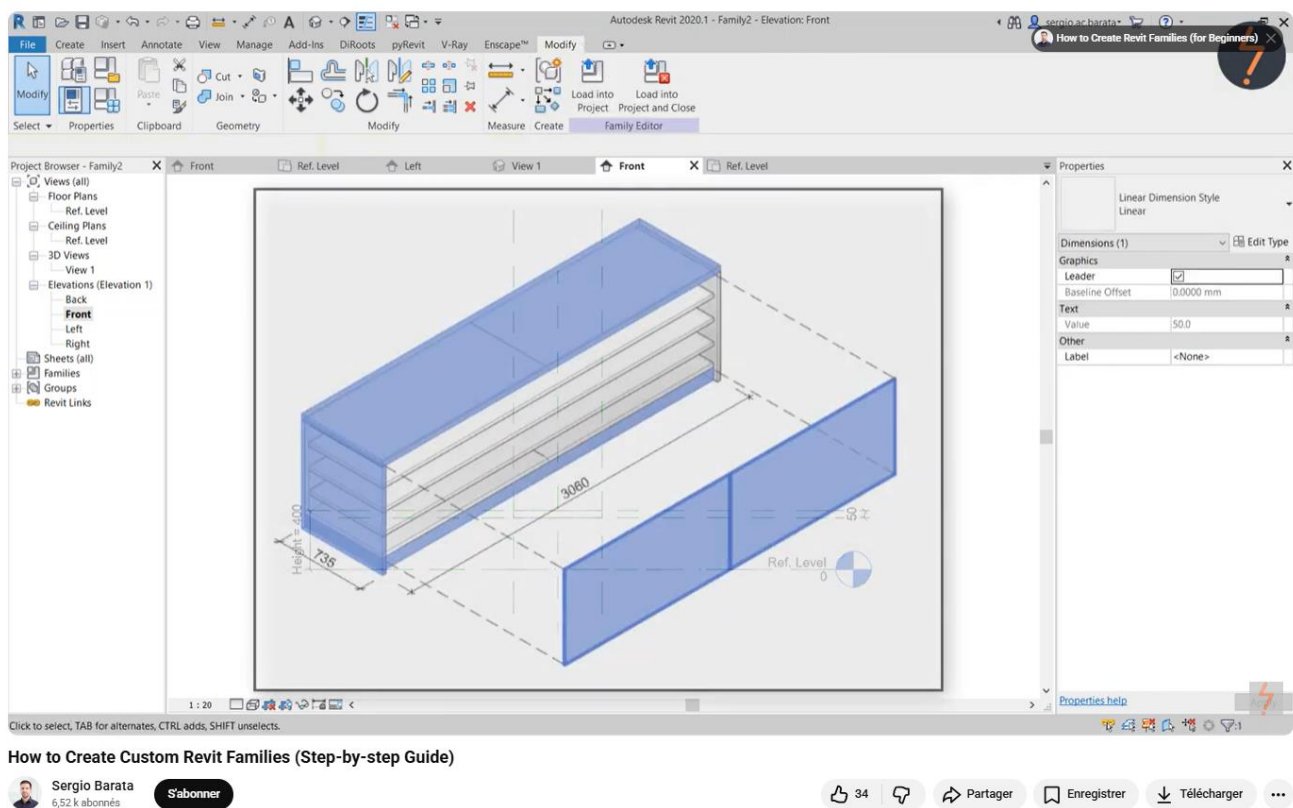 Autodesk Revit 2020.1 - Family2 - Elevation: Front
sergio.ac.barata
How to Create Revit Families (for Beginners)
File Create Insert Annotate View Manage Add-Ins DiRoots pyRevit V-Ray Enscape™ Modify
Modify Paste Cut Join Load into Project Load into Project and Close
Select Properties Clipboard Geometry Modify Measure Create Family Editor
Project Browser - Family2
Front Ref. Level Left View 1 Front Ref. Level
Views (all)
Floor Plans
Ref. Level
Ceiling Plans
Ref. Level
3D Views
View 1
Elevations (Elevation 1)
Back
Front
Left
Right
Sheets (all)
Families
Groups
Revit Links
3060
735
Height = 400
50
Ref. Level
0
Properties
Linear Dimension Style
Linear
Dimensions (1) Edit Type
Graphics
Leader
Baseline Offset 0.0000 mm
Text
Value 50.0
Other
Label <None>
Properties help
1 : 20
Click to select, TAB for alternates, CTRL adds, SHIFT unselects.
:1
How to Create Custom Revit Families (Step-by-step Guide)
Sergio Barata
6,52 k abonnés
S'abonner
34 Partager Enregistrer Télécharger